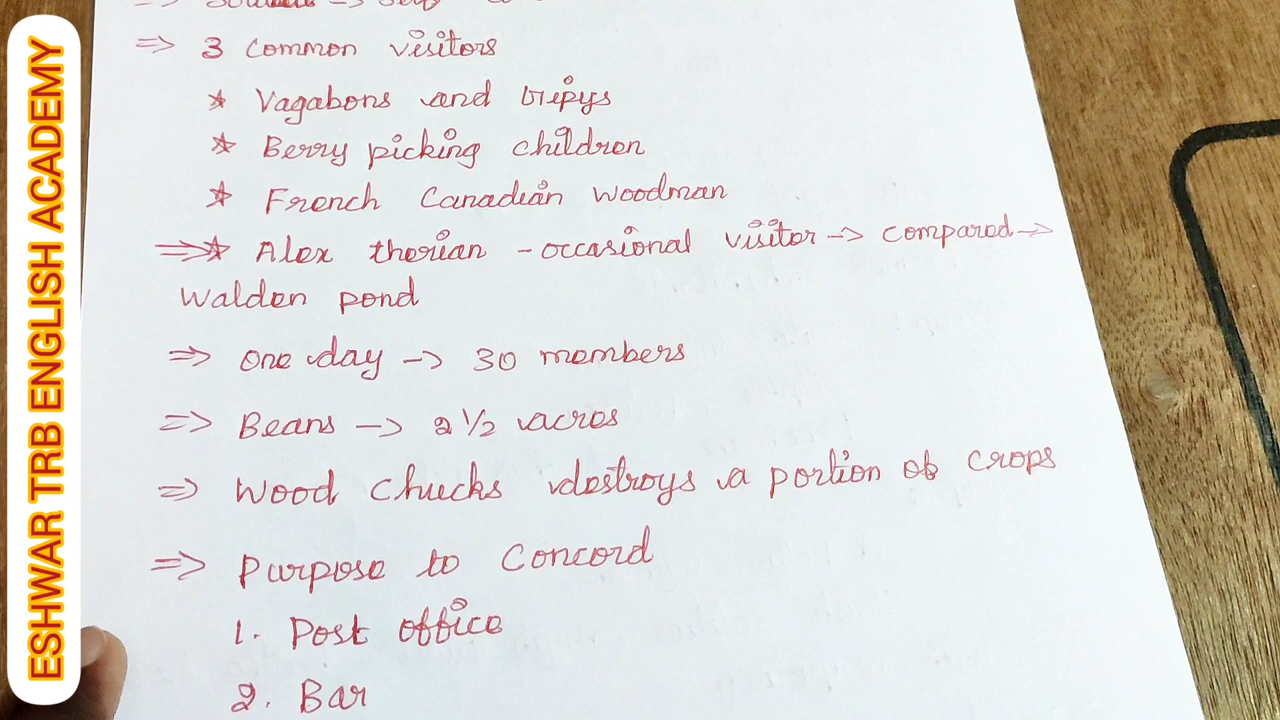 ESHWAR TRB ENGLISH ACADEMY
=> 3 common visitors
* Vagabons and
* Berry picking children
* French Canadian woodman
=>* Alex therian - occasional visitor -> compared ->
Walden pond
=> one day -> 30 members
=> Beans -> 2 1/2 acres
=> Wood chucks destroys a portion of crops
=> Purpose to Concord
1. Post office
2. Bar